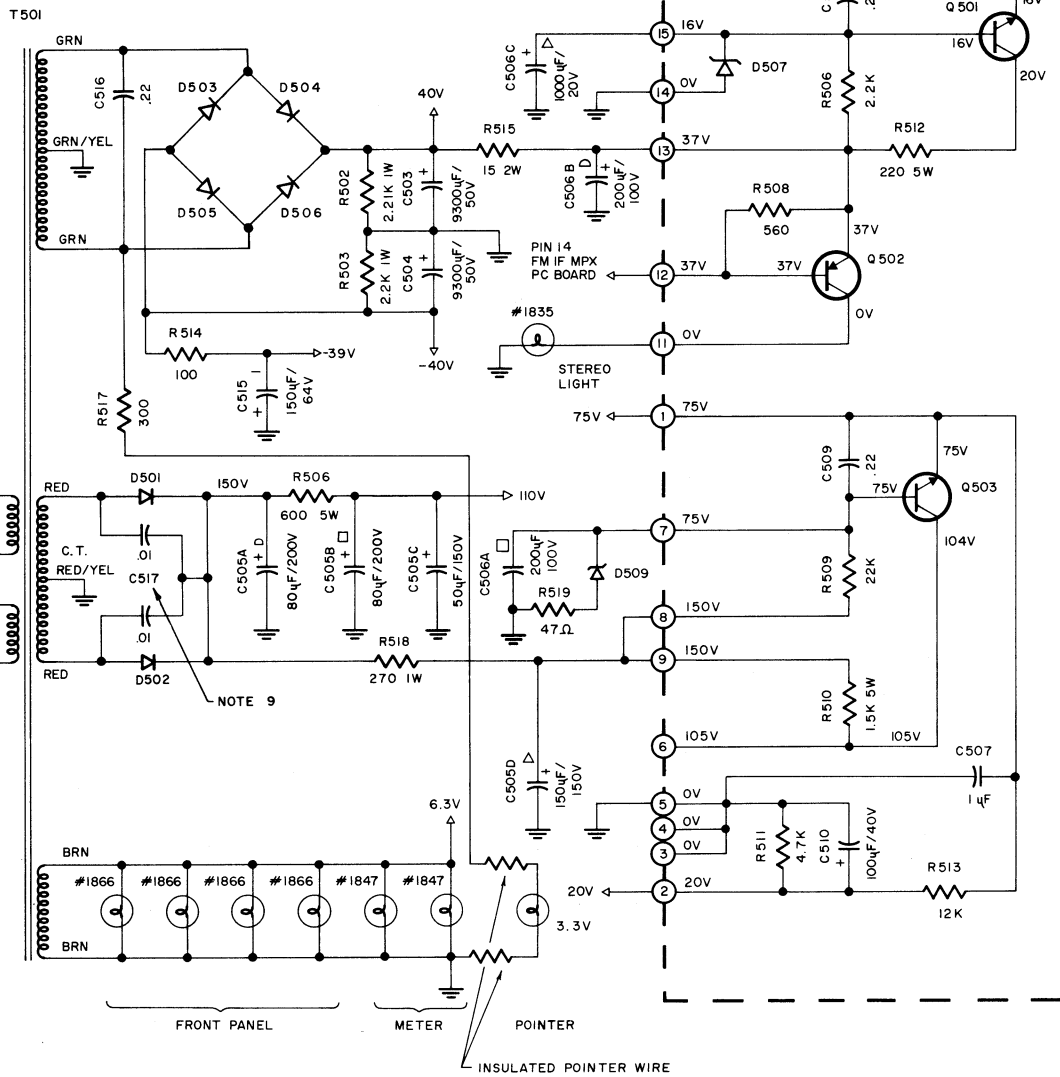 T501
GRN
C516
.22
D503
D504
GRN/YEL
D505
D506
GRN
40V
R502
2.21K 1W
C503
+
9300µF/
50V
R503
2.2K 1W
C504
+
9300µF/
50V
-40V
R515
15 2W
C506B
D
+
200µF/
100V
C506C
+
1000µF/
20V
15
16V
14
0V
D507
13
37V
R506
2.2K
Q501
16V
20V
R512
220 5W
R508
560
37V
PIN 14
FM IF MPX
PC BOARD
12
37V
37V
Q502
0V
#1835
11
0V
STEREO
LIGHT
R514
100
-39V
C515
+
150µF/
64V
R517
300
75V
1
75V
C509
.22
75V
75V
Q503
104V
RED
D501
150V
R506
600 5W
110V
.01
C.T.
RED/YEL
C517
.01
D502
RED
NOTE 9
C505A
+
D
80µF/200V
C505B
+
80µF/200V
C505C
+
50µF/150V
C506A
200µF
100V
D509
R519
47Ω
7
75V
R509
22K
8
150V
R518
270 1W
9
150V
R510
1.5K 5W
6
105V
105V
C507
1µF
C505D
+
150µF/
150V
5
0V
4
0V
3
0V
R511
4.7K
C510
+
100µF/40V
R513
12K
20V
2
20V
6.3V
BRN
#1866
#1866
#1866
#1866
#1847
#1847
3.3V
BRN
FRONT PANEL
METER
POINTER
INSULATED POINTER WIRE